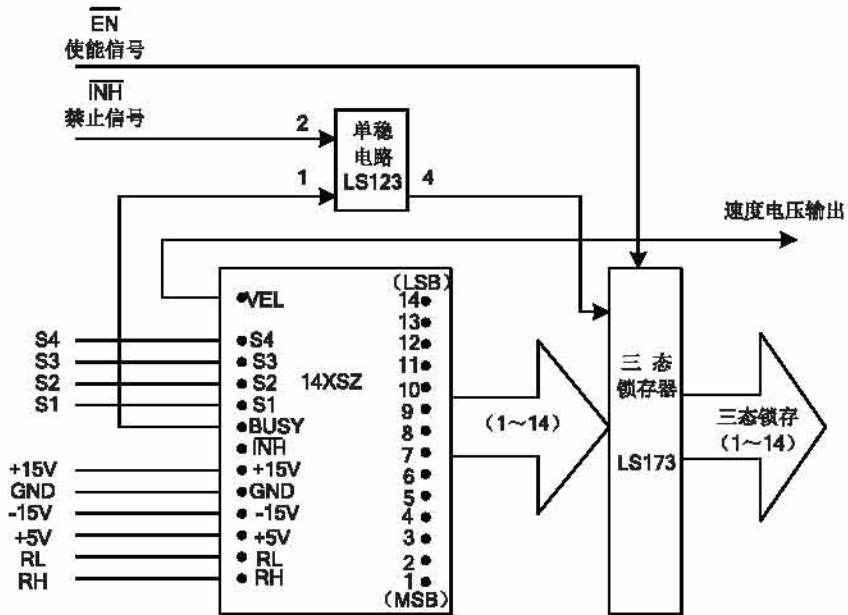 EN
使能信号
INH
禁止信号
2
单稳
电路
LS123
1
4
速度电压输出
VEL
(LSB)
14
13
12
11
10
9
8
7
6
5
4
3
2
1
(MSB)
S4
S3
S2
S1
+15V
GND
-15V
+5V
RL
RH
S4
S3
S2
S1
BUSY
INH
+15V
GND
-15V
+5V
RL
RH
14XSZ
(1~14)
三态
锁存器
LS173
三态锁存
(1~14)